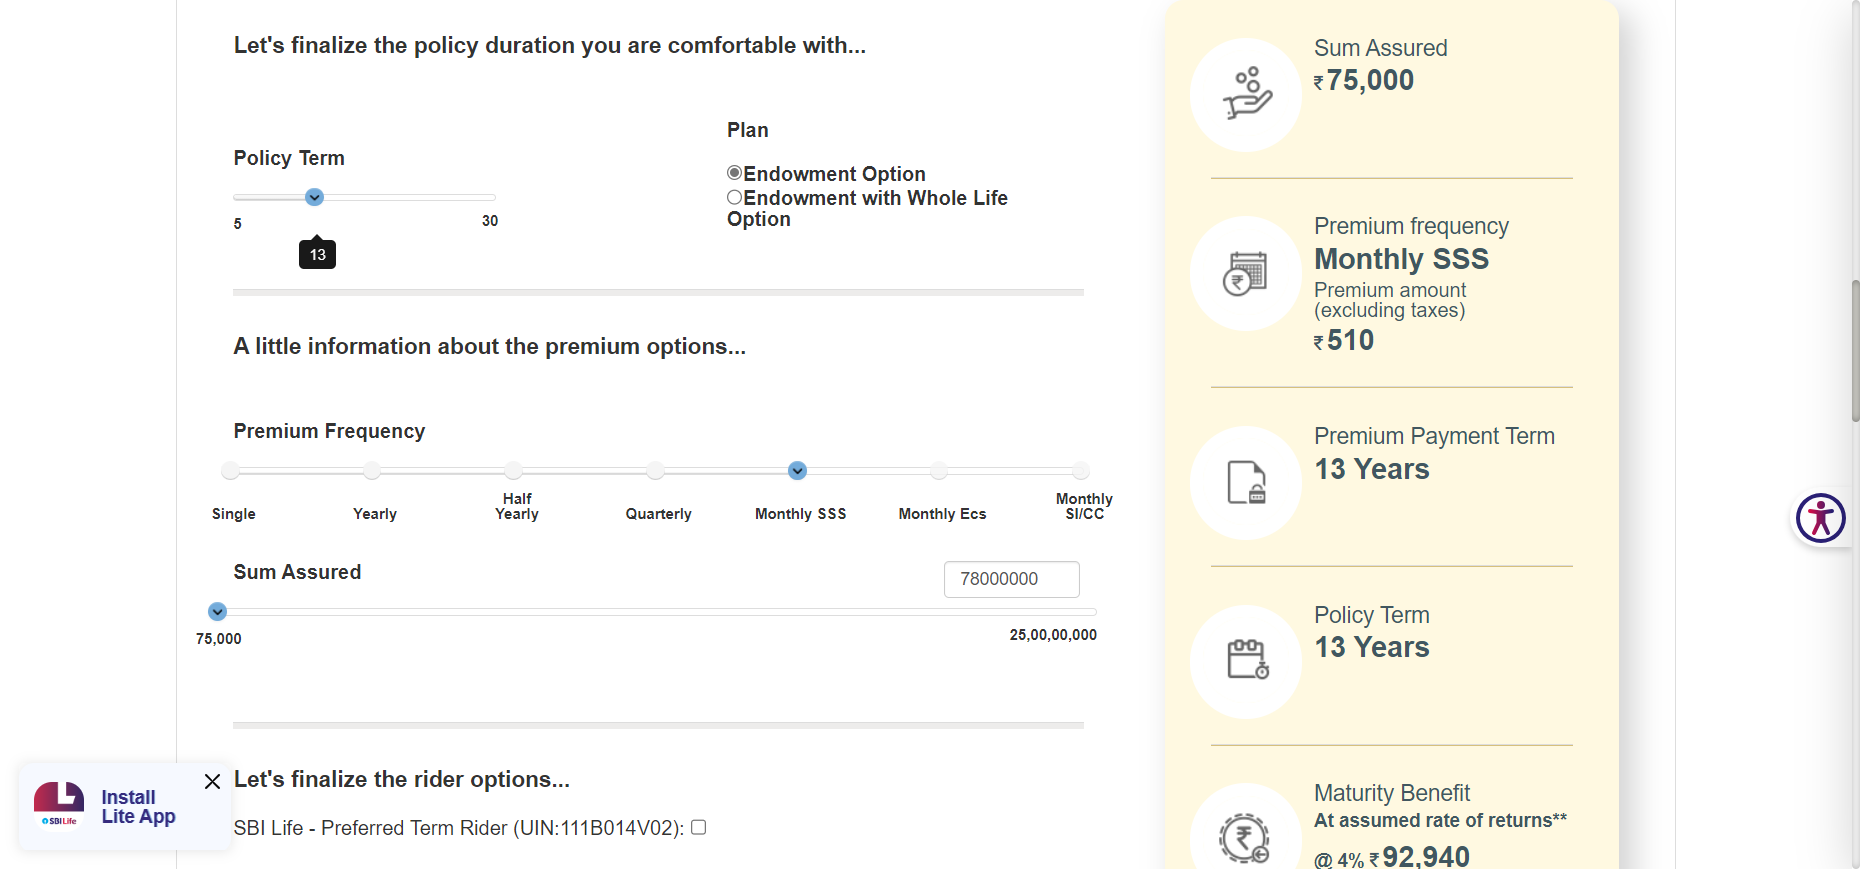 Let's finalize the policy duration you are comfortable with...
Policy Term
5
30
13
Plan
Endowment Option
Endowment with Whole Life
Option
A little information about the premium options...
Premium Frequency
Single
Yearly
Half
Yearly
Quarterly
Monthly SSS
Monthly Ecs
Monthly
SI/CC
Sum Assured
78000000
75,000
25,00,00,000
Let's finalize the rider options...
SBI Life - Preferred Term Rider (UIN:111B014V02):
Install
Lite App
SBI Life
Sum Assured
₹75,000
Premium frequency
Monthly SSS
Premium amount
(excluding taxes)
₹510
Premium Payment Term
13 Years
Policy Term
13 Years
Maturity Benefit
At assumed rate of returns**
@ 4% ₹92,940